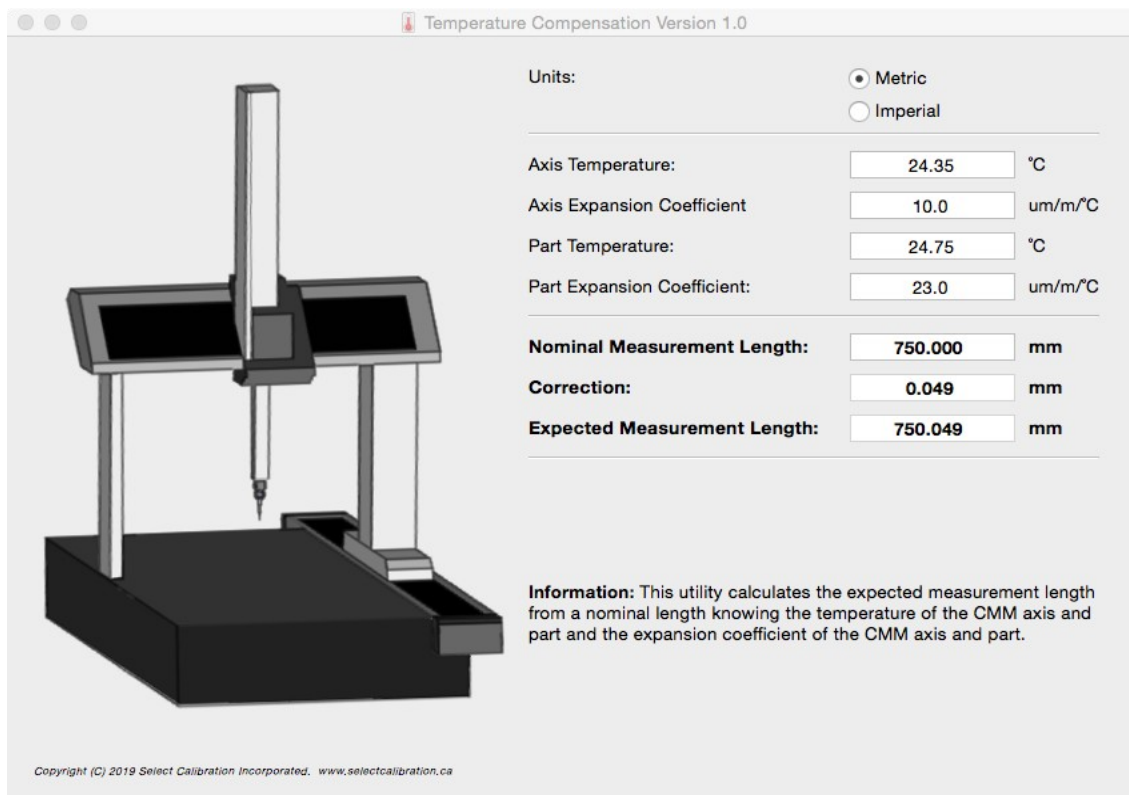 Temperature Compensation Version 1.0
Units:
Metric
Imperial
Axis Temperature: 24.35 °C
Axis Expansion Coefficient 10.0 um/m/°C
Part Temperature: 24.75 °C
Part Expansion Coefficient: 23.0 um/m/°C
Nominal Measurement Length: 750.000 mm
Correction: 0.049 mm
Expected Measurement Length: 750.049 mm
Information: This utility calculates the expected measurement length
from a nominal length knowing the temperature of the CMM axis and
part and the expansion coefficient of the CMM axis and part.
Copyright (C) 2019 Select Calibration Incorporated. www.selectcalibration.ca